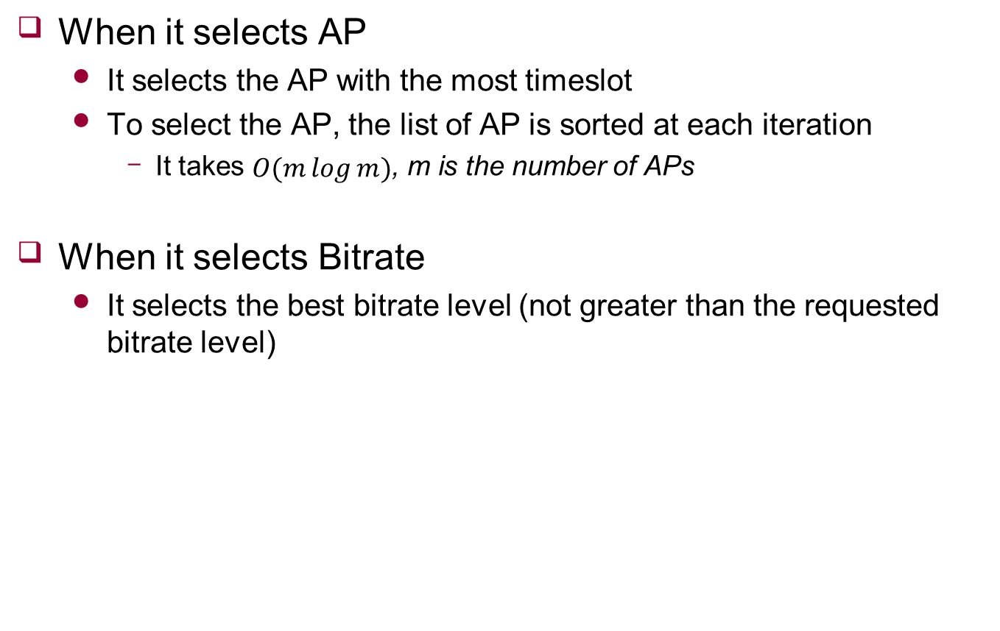 ❑ When it selects AP
● It selects the AP with the most timeslot
● To select the AP, the list of AP is sorted at each iteration
– It takes O(m log m), m is the number of APs
❑ When it selects Bitrate
● It selects the best bitrate level (not greater than the requested
bitrate level)